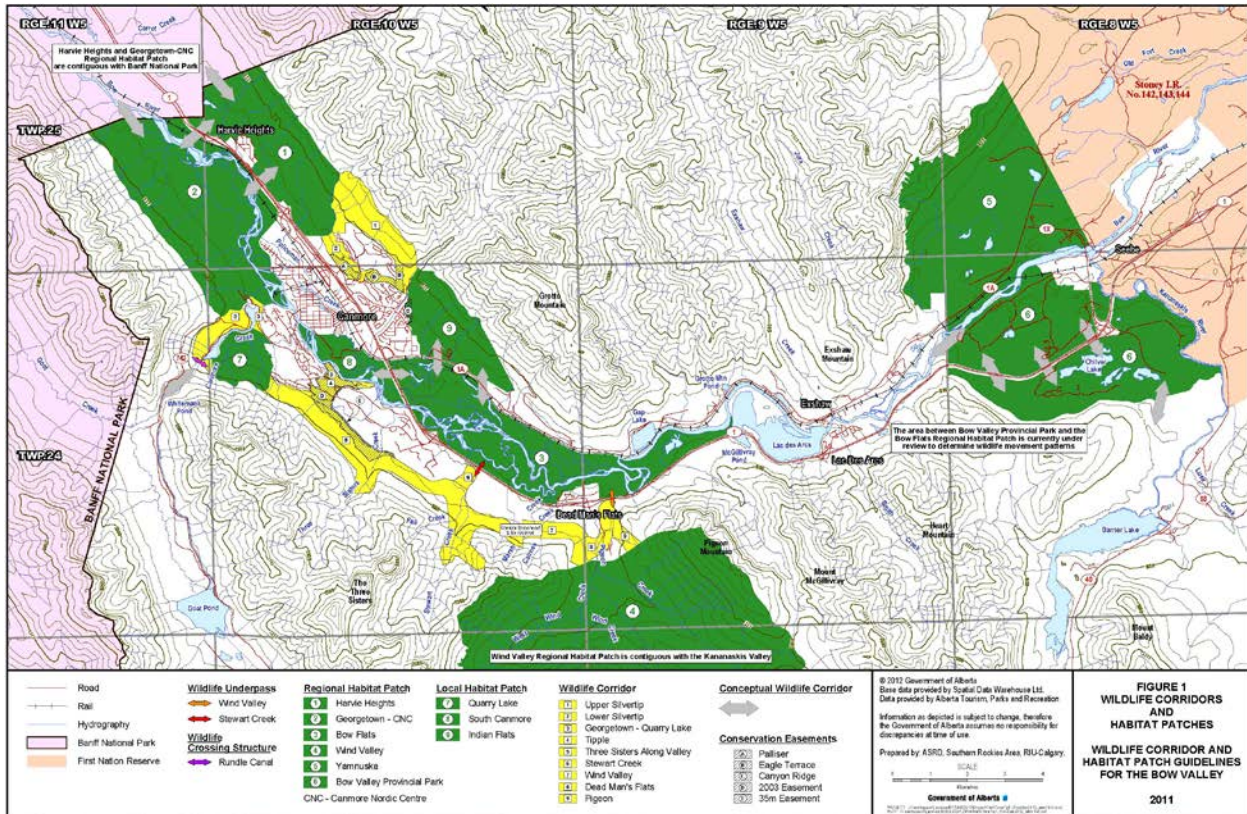 RGE.11 W5
RGE.10 W5
RGE.9 W5
RGE.8 W5
Harvie Heights and Georgetown-CNC
Regional Habitat Patch
are contiguous with Banff National Park
TWP.25
TWP.24
BANFF NATIONAL PARK
Stoney I.R.
No.142,143,144
Bow
River
Harvie Heights
Canmore
Grotto
Mountain
Exshaw
Creek
Exshaw
Mountain
Exshaw
Seebe
Chilver
Lake
Kananaskis
River
Gap
Lake
Grotto Mtn
Pond
Lac des Arcs
McGillivray
Pond
Lac Des Arcs
The area between Bow Valley Provincial Park and the
Bow Flats Regional Habitat Patch is currently under
review to determine wildlife movement patterns
Whitemans
Pond
Goat Pond
The
Three
Sisters
Dead Man's Flats
Pigeon
Mountain
Mount
McGillivray
Heart
Mountain
Barrier Lake
Mount
Baldy
Wind Valley Regional Habitat Patch is contiguous with the Kananaskis Valley
Road
Rail
Hydrography
Banff National Park
First Nation Reserve
Wildlife Underpass
Wind Valley
Stewart Creek
Wildlife
Crossing Structure
Rundle Canal
Regional Habitat Patch
1 Harvie Heights
2 Georgetown - CNC
3 Bow Flats
4 Wind Valley
5 Yamnuska
6 Bow Valley Provincial Park
CNC - Canmore Nordic Centre
Local Habitat Patch
7 Quarry Lake
8 South Canmore
9 Indian Flats
Wildlife Corridor
1 Upper Silvertip
2 Lower Silvertip
3 Georgetown - Quarry Lake
4 Tipple
5 Three Sisters Along Valley
6 Stewart Creek
7 Wind Valley
8 Dead Man's Flats
9 Pigeon
Conceptual Wildlife Corridor
Conservation Easements
A Palliser
B Eagle Terrace
C Canyon Ridge
D 2003 Easement
E 35m Easement
© 2012 Government of Alberta
Base data provided by Spatial Data Warehouse Ltd.
Data provided by Alberta Tourism, Parks and Recreation
Information as depicted is subject to change, therefore
the Government of Alberta assumes no responsibility for
discrepancies at time of use.
Prepared by: ASRD, Southern Rockies Area, RIU-Calgary,
SCALE
Government of Alberta
FIGURE 1
WILDLIFE CORRIDORS
AND
HABITAT PATCHES
WILDLIFE CORRIDOR AND
HABITAT PATCH GUIDELINES
FOR THE BOW VALLEY
2011